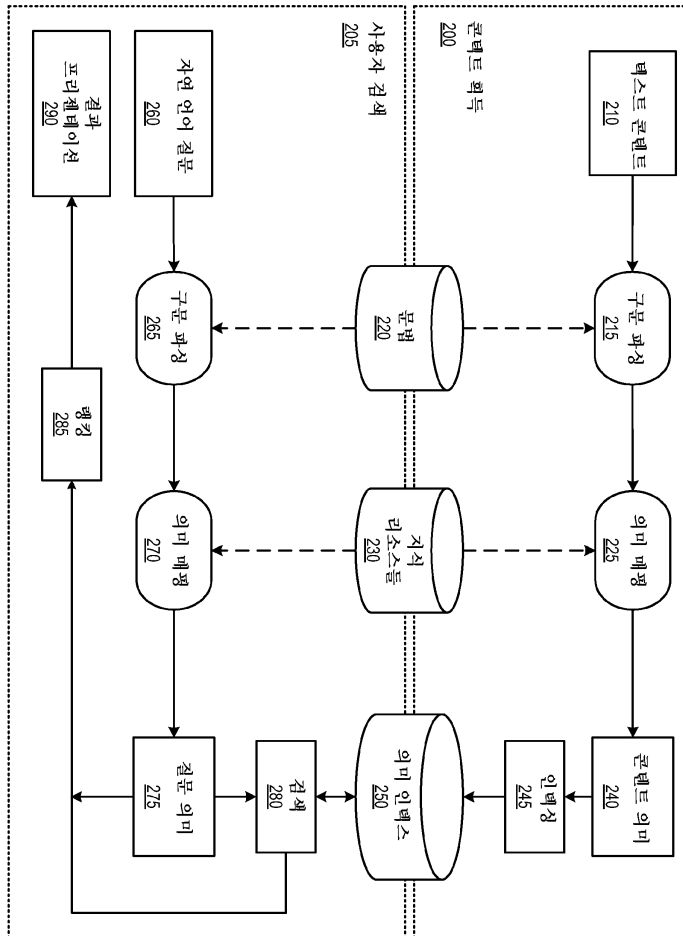 콘텐트 획득
200
텍스트 콘텐트
210
구문 파싱
215
의미 매핑
225
콘텐트 의미
240
인덱싱
245
문법
220
지식
리소스들
230
의미 인덱스
250
사용자 검색
205
검색
280
자연 언어 질문
260
구문 파싱
265
의미 매핑
270
질문 의미
275
결과
프리젠테이션
290
랭킹
285